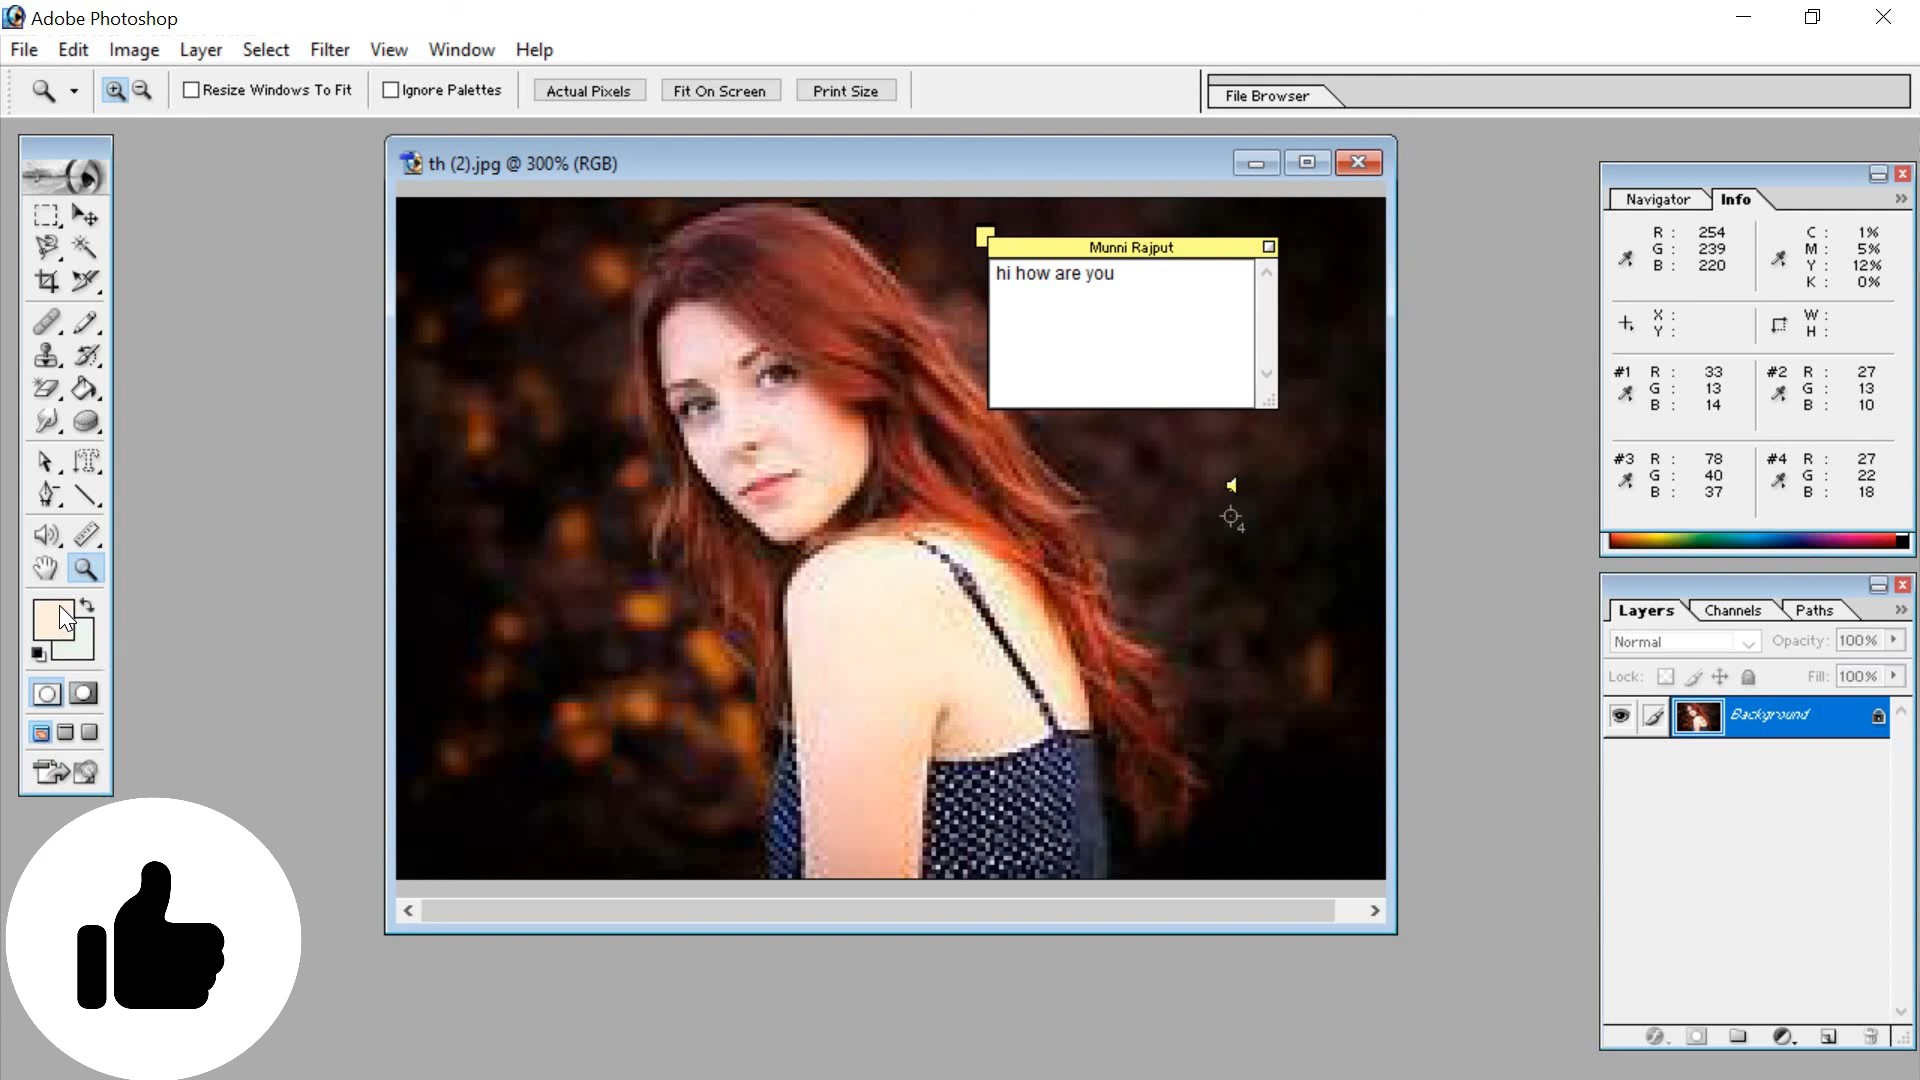 Adobe Photoshop
File Edit Image Layer Select Filter View Window Help
Resize Windows To Fit Ignore Palettes Actual Pixels Fit On Screen Print Size File Browser
th (2).jpg @ 300% (RGB)
Munni Rajput
hi how are you
4
Navigator Info
R : 254 C : 1%
G : 239 M : 5%
B : 220 Y : 12%
K : 0%
X : W :
Y : H :
#1 R : 33 #2 R : 27
G : 13 G : 13
B : 14 B : 10
#3 R : 78 #4 R : 27
G : 40 G : 22
B : 37 B : 18
Layers Channels Paths
Normal Opacity: 100%
Lock: Fill: 100%
Background